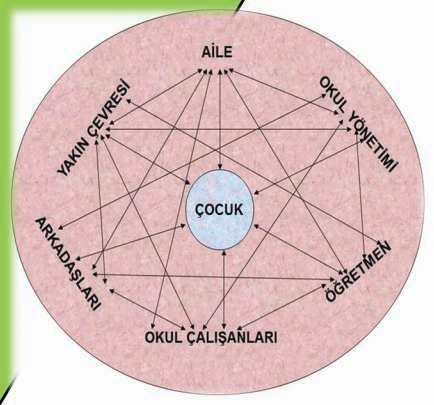 AİLE
OKUL YÖNETİMİ
YAKIN ÇEVRESİ
ÇOCUK
ARKADAŞLARI
ÖĞRETMEN
OKUL ÇALIŞANLARI